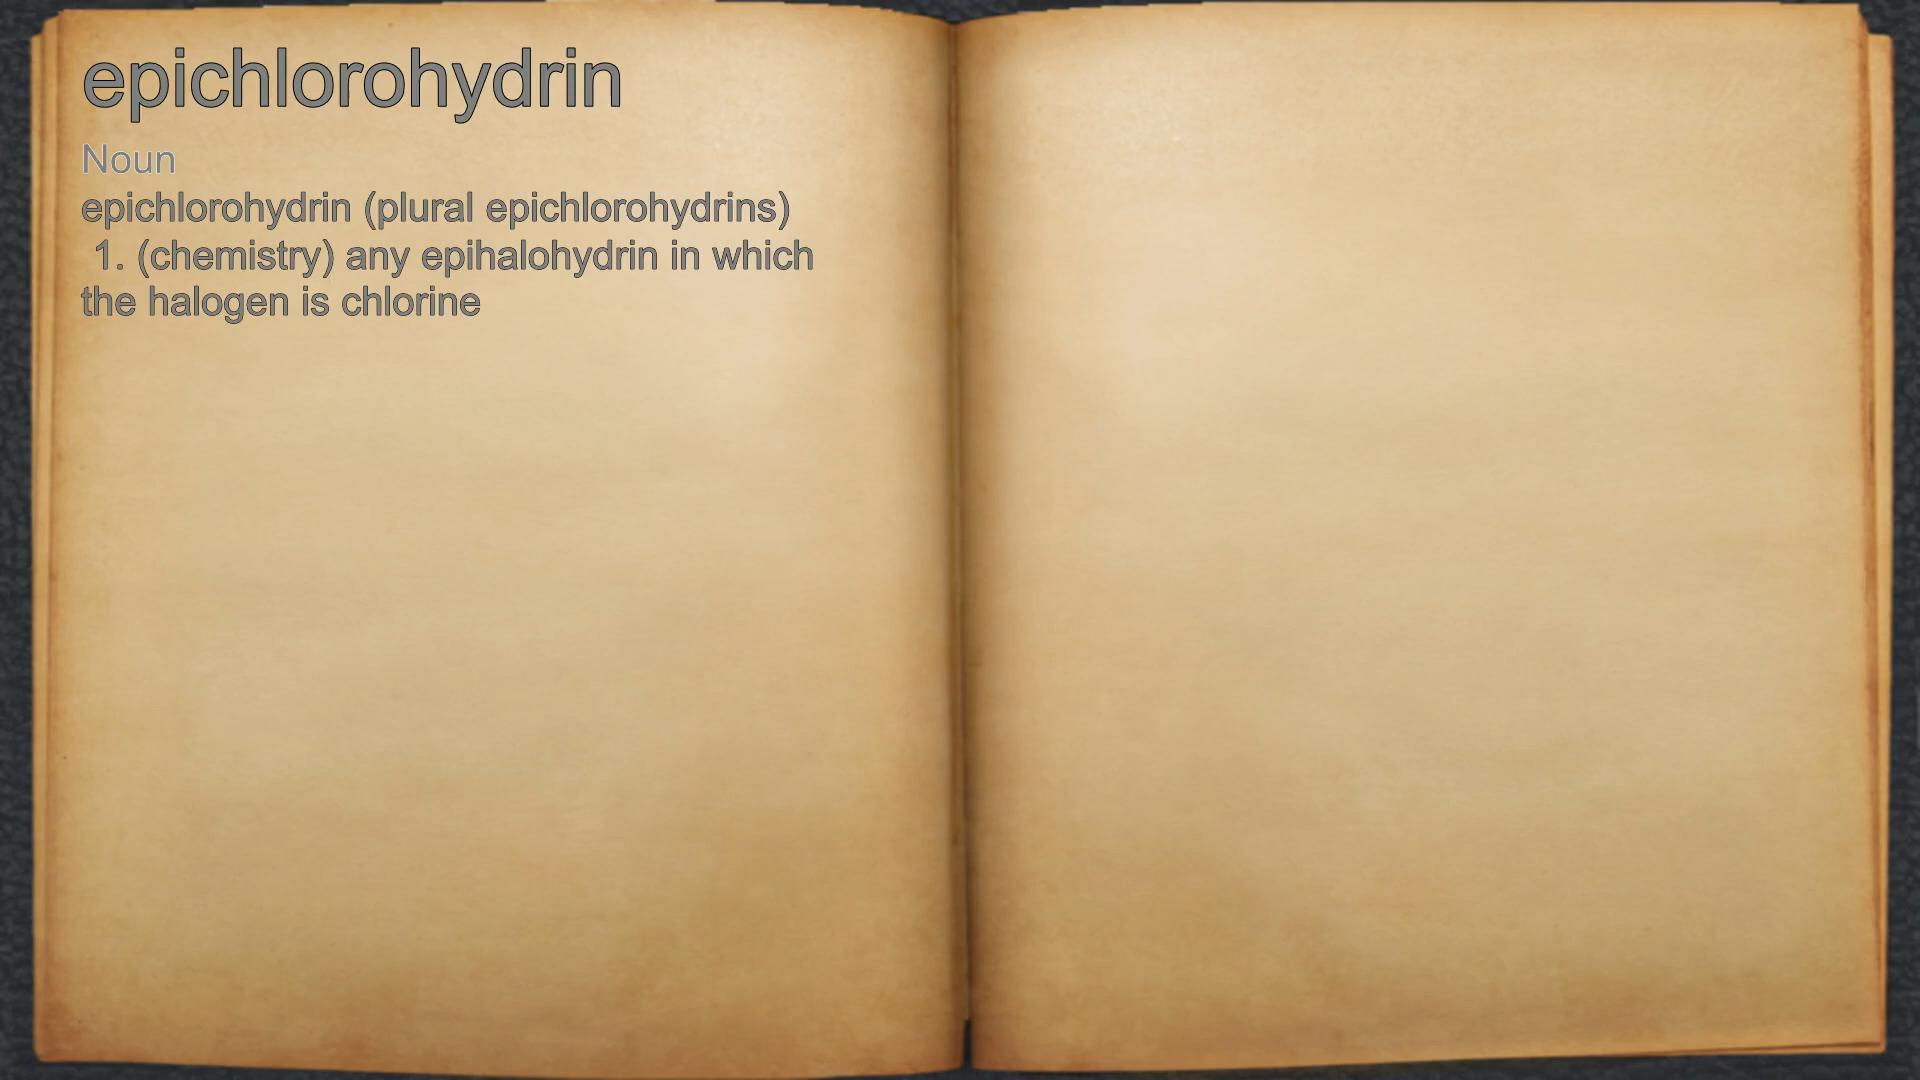 epichlorohydrin
Noun
epichlorohydrin (plural epichlorohydrins)
1. (chemistry) any epihalohydrin in which
the halogen is chlorine